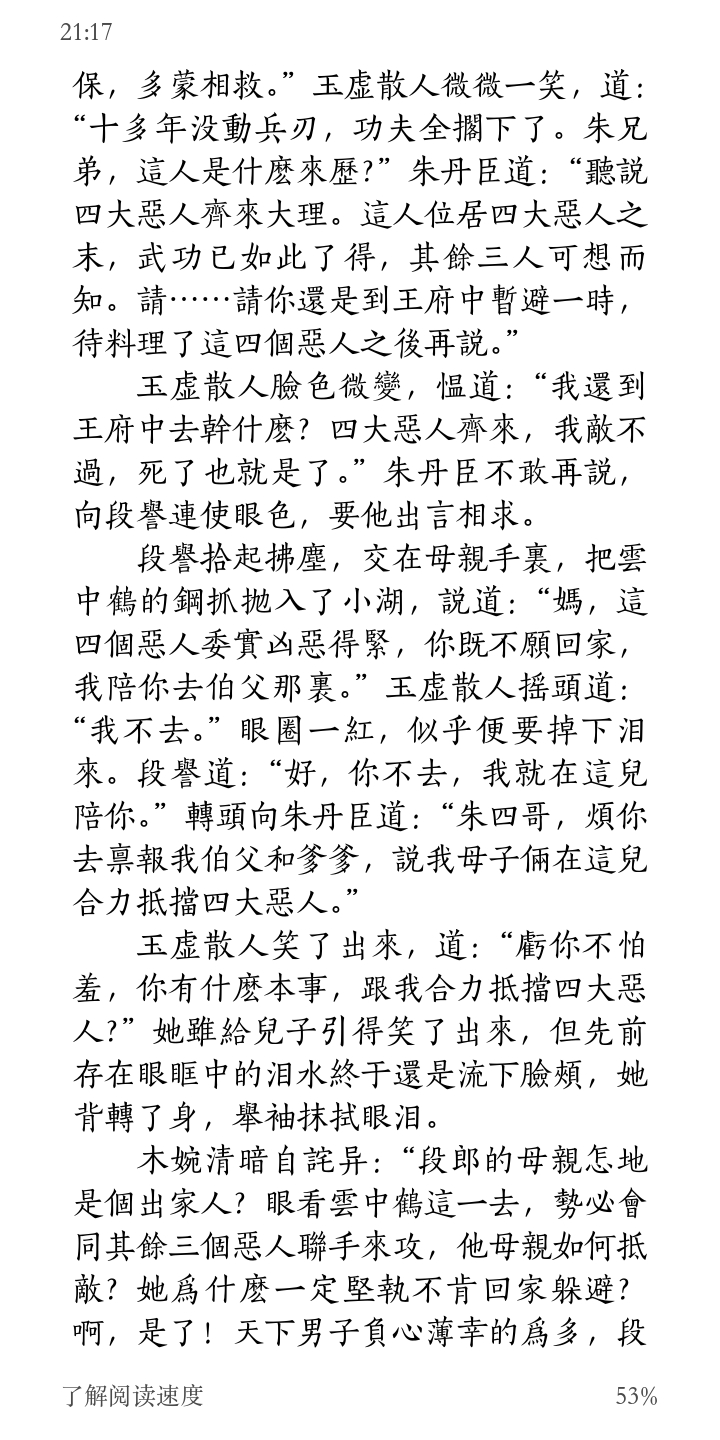 21:17
保，多蒙相救。”玉虛散人微微一笑，道：
“十多年没動兵刃，功夫全擱下了。朱兄
弟，這人是什麽來歷？”朱丹臣道：“聽説
四大惡人齊來大理。這人位居四大惡人之
末，武功已如此了得，其餘三人可想而
知。請……請你還是到王府中暫避一時，
待料理了這四個惡人之後再説。”
玉虛散人臉色微變，愠道：“我還到
王府中去幹什麽？四大惡人齊來，我敵不
過，死了也就是了。”朱丹臣不敢再説，
向段譽連使眼色，要他出言相求。
段譽拾起拂塵，交在母親手裏，把雲
中鶴的鋼抓抛入了小湖，説道：“媽，這
四個惡人委實凶惡得緊，你既不願回家，
我陪你去伯父那裏。”玉虛散人摇頭道：
“我不去。”眼圈一紅，似乎便要掉下泪
來。段譽道：“好，你不去，我就在這兒
陪你。”轉頭向朱丹臣道：“朱四哥，煩你
去禀報我伯父和爹爹，説我母子倆在這兒
合力抵擋四大惡人。”
玉虛散人笑了出來，道：“虧你不怕
羞，你有什麽本事，跟我合力抵擋四大惡
人？”她雖給兒子引得笑了出來，但先前
存在眼眶中的泪水終于還是流下臉頰，她
背轉了身，舉袖抹拭眼泪。
木婉清暗自詫异：“段郎的母親怎地
是個出家人？眼看雲中鶴這一去，勢必會
同其餘三個惡人聯手來攻，他母親如何抵
敵？她爲什麽一定堅執不肯回家躲避？
啊，是了！天下男子負心薄幸的爲多，段
了解阅读速度
53%